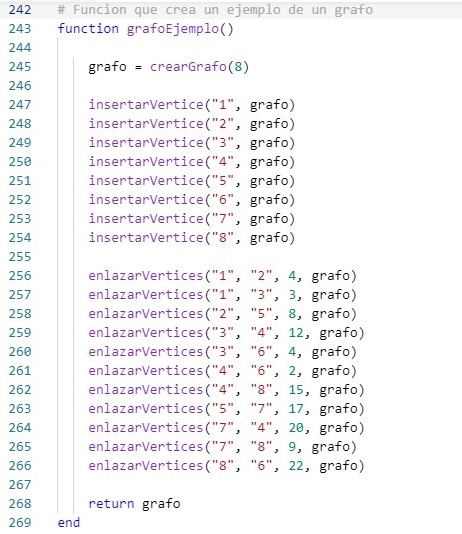 242 # Funcion que crea un ejemplo de un grafo
243 function grafoEjemplo()
244
245 grafo = crearGrafo(8)
246
247 insertarVertice("1", grafo)
248 insertarVertice("2", grafo)
249 insertarVertice("3", grafo)
250 insertarVertice("4", grafo)
251 insertarVertice("5", grafo)
252 insertarVertice("6", grafo)
253 insertarVertice("7", grafo)
254 insertarVertice("8", grafo)
255
256 enlazarVertices("1", "2", 4, grafo)
257 enlazarVertices("1", "3", 3, grafo)
258 enlazarVertices("2", "5", 8, grafo)
259 enlazarVertices("3", "4", 12, grafo)
260 enlazarVertices("3", "6", 4, grafo)
261 enlazarVertices("4", "6", 2, grafo)
262 enlazarVertices("4", "8", 15, grafo)
263 enlazarVertices("5", "7", 17, grafo)
264 enlazarVertices("7", "4", 20, grafo)
265 enlazarVertices("7", "8", 9, grafo)
266 enlazarVertices("8", "6", 22, grafo)
267
268 return grafo
269 end